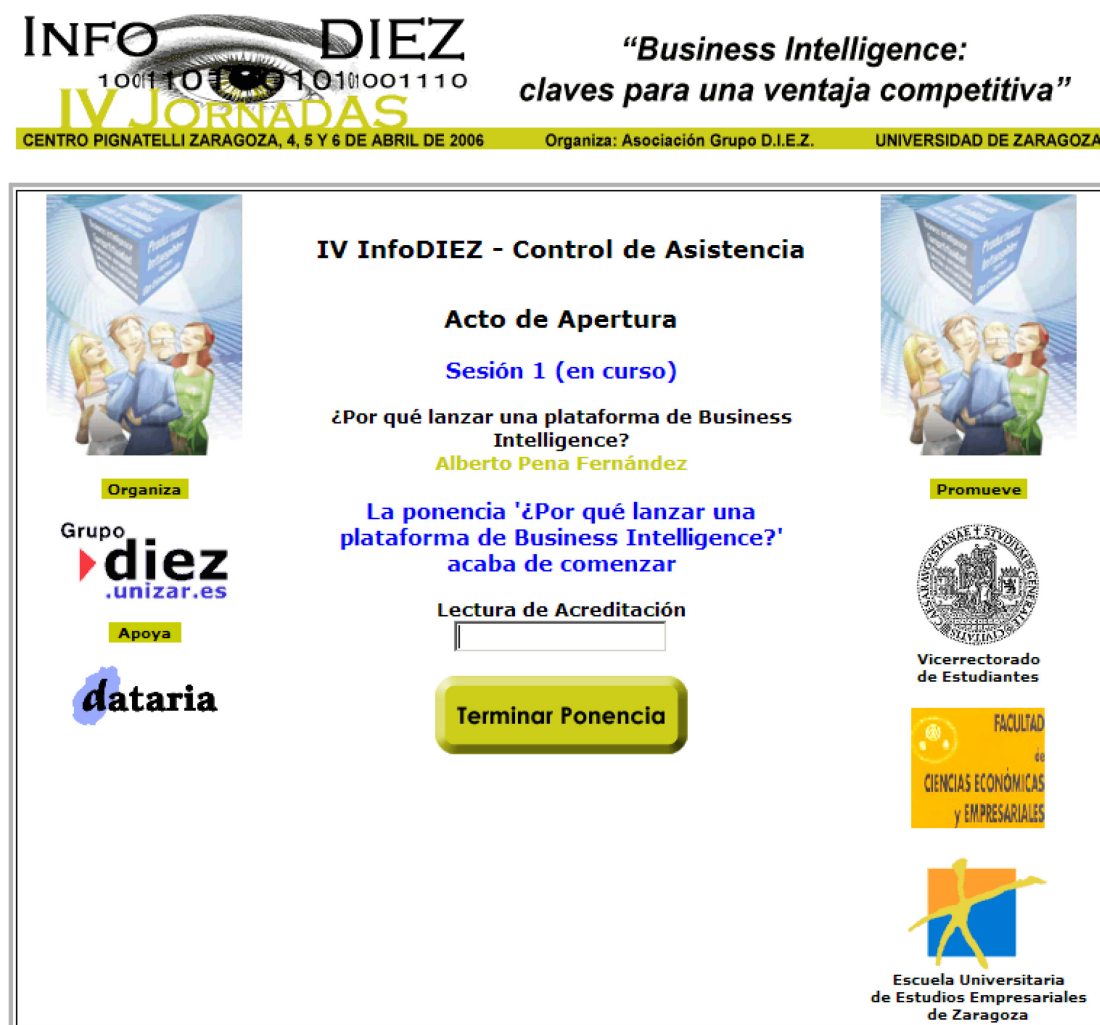 INFO DIEZ
“Business Intelligence:
claves para una ventaja competitiva”
IV JORNADAS
CENTRO PIGNATELLI ZARAGOZA, 4, 5 Y 6 DE ABRIL DE 2006 Organiza: Asociación Grupo D.I.E.Z. UNIVERSIDAD DE ZARAGOZA
IV InfoDIEZ - Control de Asistencia
Acto de Apertura
Sesión 1 (en curso)
¿Por qué lanzar una plataforma de Business
Intelligence?
Alberto Pena Fernández
La ponencia '¿Por qué lanzar una
plataforma de Business Intelligence?'
acaba de comenzar
Lectura de Acreditación
Terminar Ponencia
Organiza
Grupo
diez
.unizar.es
Apoya
dataria
Promueve
Vicerrectorado
de Estudiantes
FACULTAD
de
CIENCIAS ECONÓMICAS
y EMPRESARIALES
Escuela Universitaria
de Estudios Empresariales
de Zaragoza